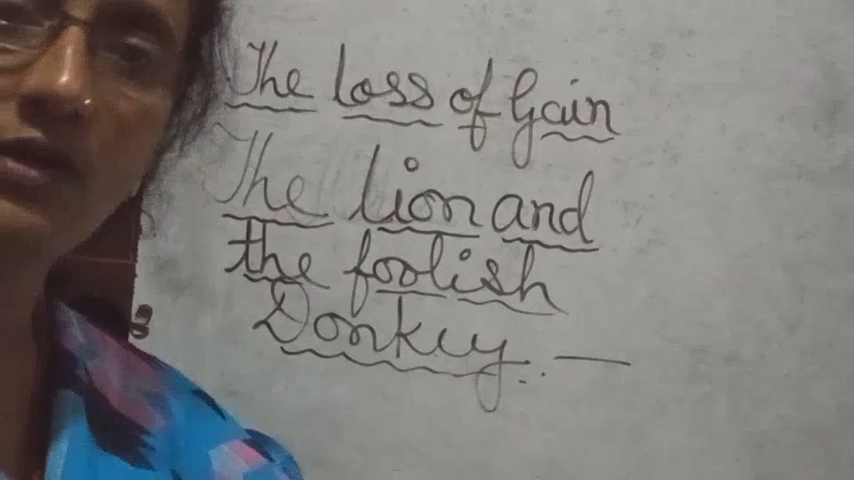 The loss of Gain
The lion and
the foolish
Donkey..—